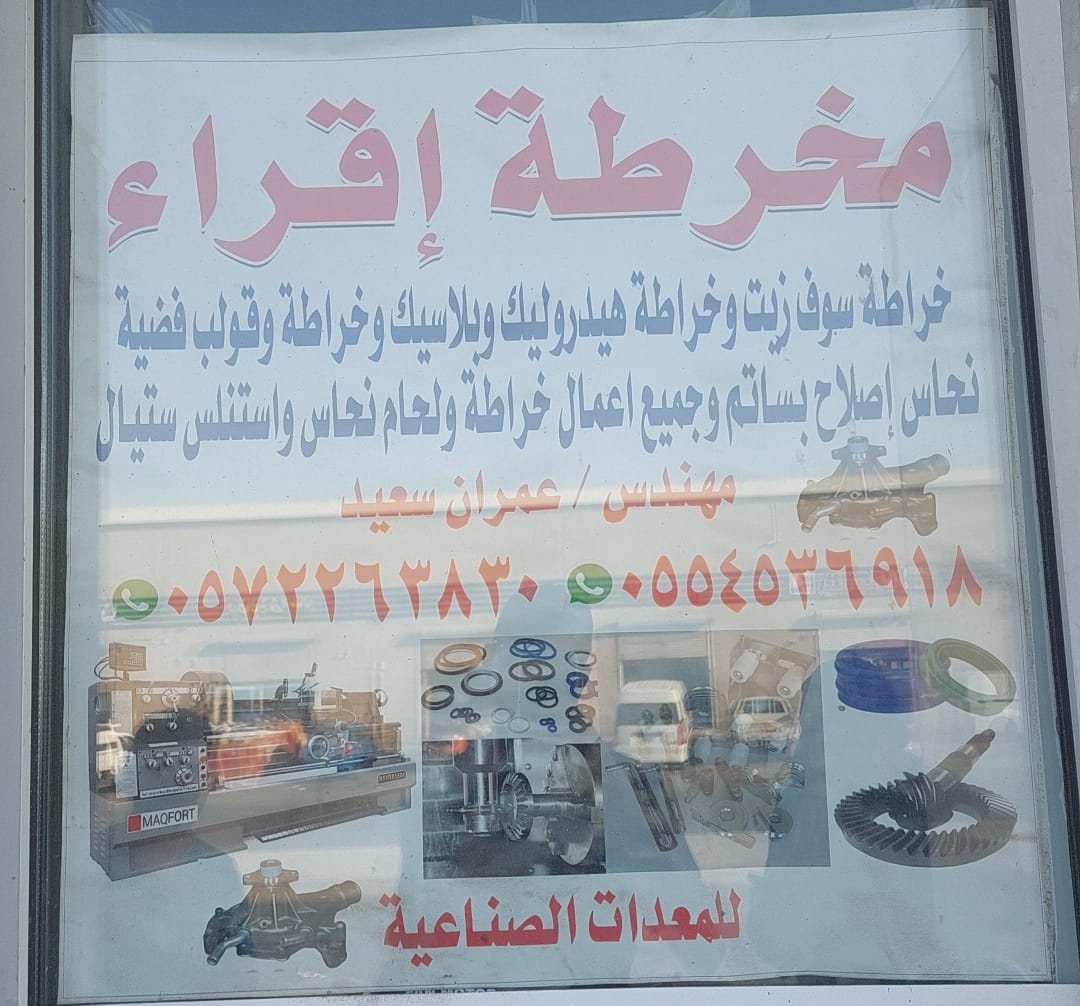 مخرطة إقراء
خراطة سوف زيت وخراطة هيدروليك وبلاسيك وخراطة وقولب فضية
نحاس إصلاح بساتم وجميع اعمال خراطة ولحام نحاس واستنلس ستيال
مهندس / عمران سعيد
٠٥٥٤٥٣٦٩١٨ ٠٥٧٢٢٦٣٨٣٠
MAQFORT
للمعدات الصناعية